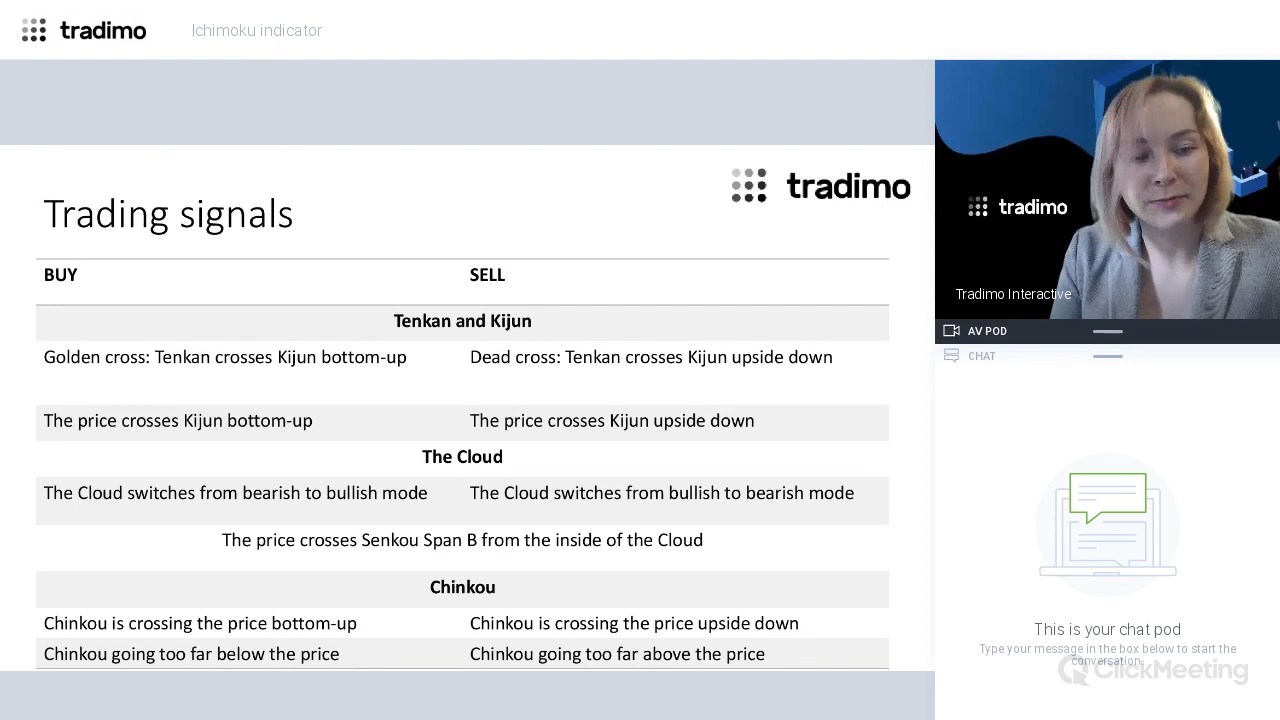 tradimo
Ichimoku indicator
tradimo
Trading signals
BUY SELL
Tenkan and Kijun
Golden cross: Tenkan crosses Kijun bottom-up Dead cross: Tenkan crosses Kijun upside down
The price crosses Kijun bottom-up The price crosses Kijun upside down
The Cloud
The Cloud switches from bearish to bullish mode The Cloud switches from bullish to bearish mode
The price crosses Senkou Span B from the inside of the Cloud
Chinkou
Chinkou is crossing the price bottom-up Chinkou is crossing the price upside down
Chinkou going too far below the price Chinkou going too far above the price
tradimo
Tradimo Interactive
AV POD
CHAT
This is your chat pod
Type your message in the box below to start the
conversation.
ClickMeeting